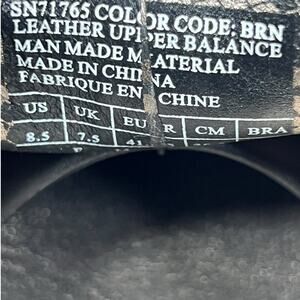 SN71765 COLOR CODE: BRN
LEATHER UPPER BALANCE
MAN MADE MATERIAL
MADE IN CHINA
FABRIQUE EN CHINE
US UK EU R CM BRA
8.5 7.5 41